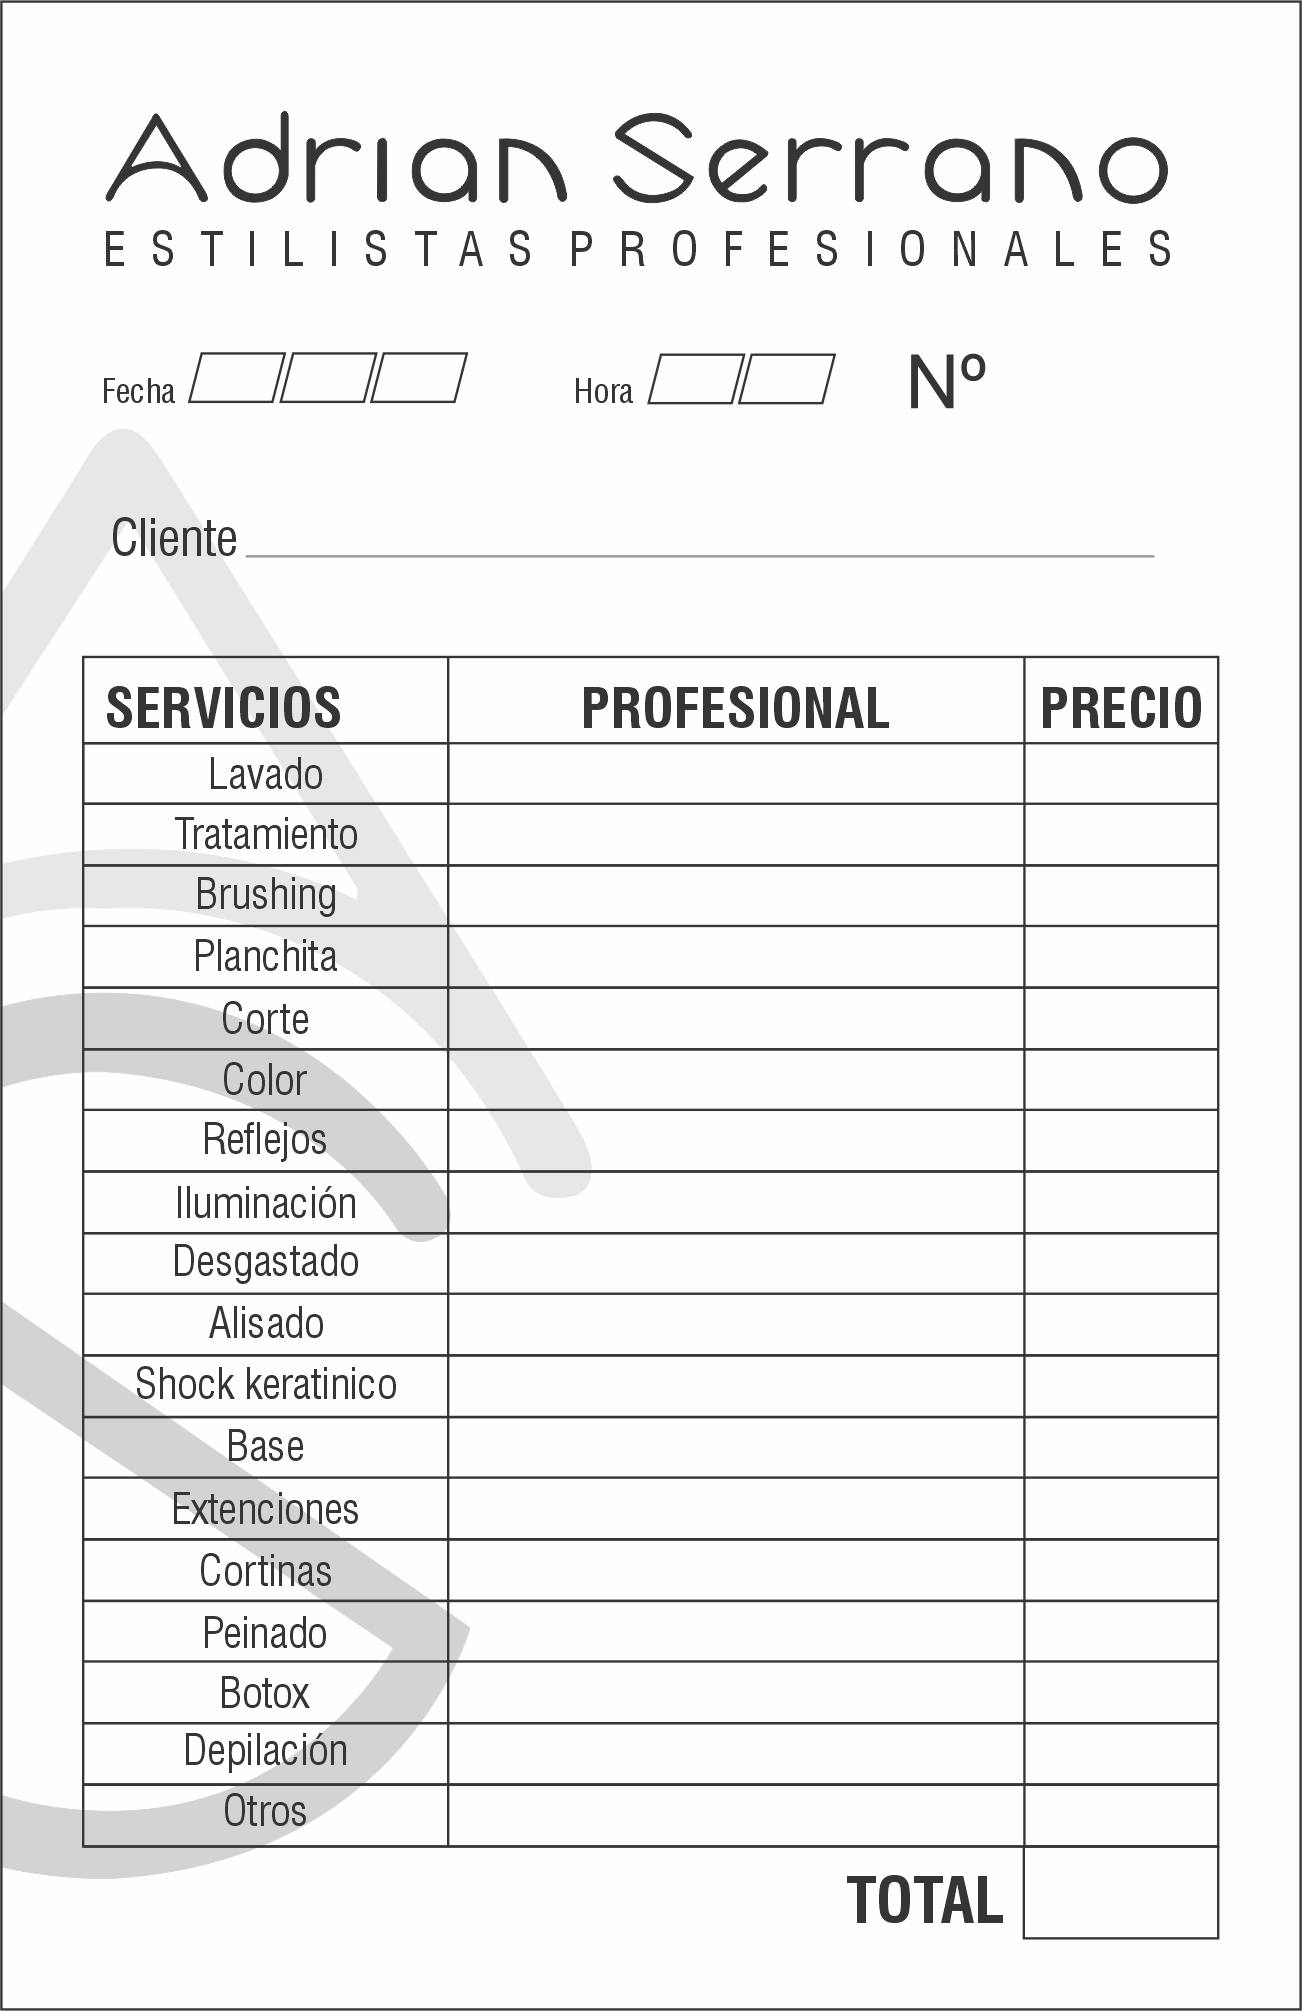 Adrian Serrano
ESTILISTAS PROFESIONALES
Fecha Hora Nº
Cliente
SERVICIOS PROFESIONAL PRECIO
Lavado
Tratamiento
Brushing
Planchita
Corte
Color
Reflejos
Iluminación
Desgastado
Alisado
Shock keratinico
Base
Extenciones
Cortinas
Peinado
Botox
Depilación
Otros
TOTAL